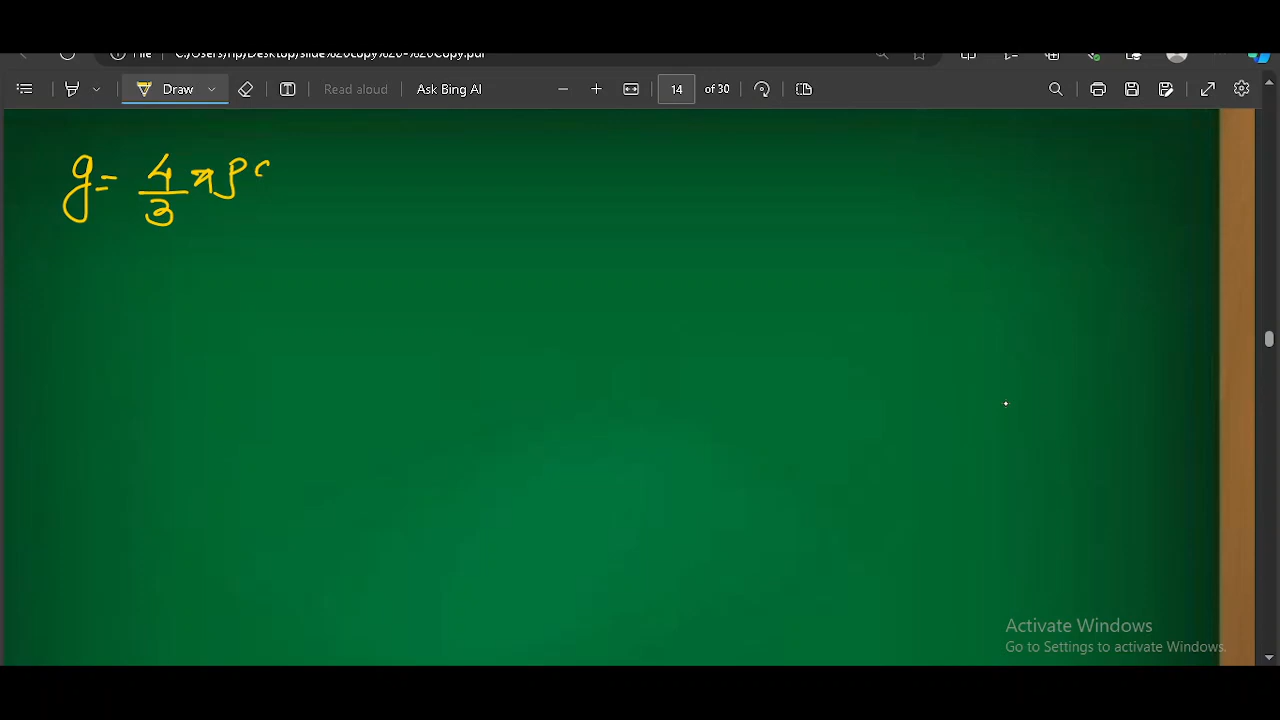 File C:/Users/hp/Desktop/slide%20copy%20-%20Copy.pdf
Draw Read aloud Ask Bing AI 14 of 30
g = 4/3 πρ
Activate Windows
Go to Settings to activate Windows.